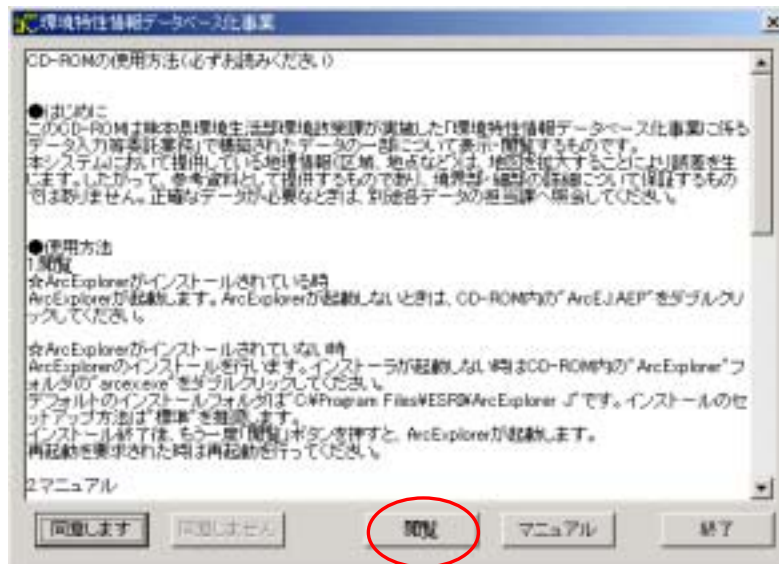 環境特性情報データベース化事業
CD-ROMの使用方法(必ずお読みください)
●はじめに
このCD-ROMは熊本県環境生活部環境政策課が実施した「環境特性情報データベース化事業に係る
データ入力等委託業務」で構築されたデータの一部について表示・閲覧するものです。
本システムにおいて提供している地理情報(区域、地点など)は、地図を拡大することにより誤差を生
じます。したがって、参考資料として提供するものであり、境界部・細部の詳細について保証するもの
ではありません。正確なデータが必要なときは、別途各データの担当課へ照会してください。
●使用方法
1.閲覧
☆ArcExplorerがインストールされている時
ArcExplorerが起動します。ArcExplorerが起動しないときは、CD-ROM内の"ArcEJ.AEP"をダブルクリ
ックしてください。
☆ArcExplorerがインストールされていない時
ArcExplorerのインストールを行います。インストーラが起動しない時はCD-ROM内の"ArcExplorer"フ
ォルダの"arcex.exe"をダブルクリックしてください。
デフォルトのインストールフォルダは"C:¥Program Files¥ESRI¥ArcExplorer J"です。インストールのセ
ットアップ方法は"標準"を推奨します。
インストール終了後、もう一度「閲覧」ボタンを押すと、ArcExplorerが起動します。
再起動を要求された時は再起動を行ってください。
2.マニュアル
同意します 同意しません 閲覧 マニュアル 終了